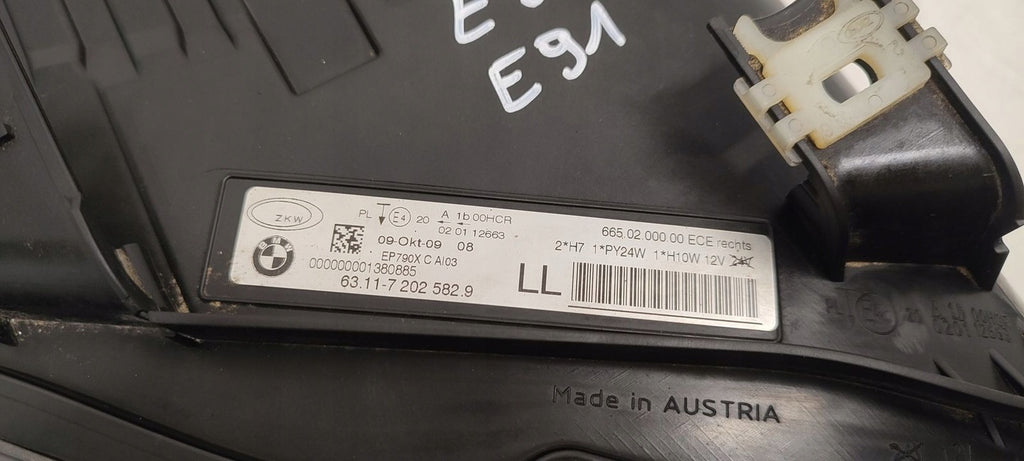 E91
ZKW
PL E4 20 A 1b 00HCR
02 0112663
09-Okt-09 08
EP790X C AI03
BMW
000000001380885
63.11-7 202 582.9
LL
665.02.000.00 ECE rechts
2*H7 1*PY24W 1*H10W 12V
Made in AUSTRIA